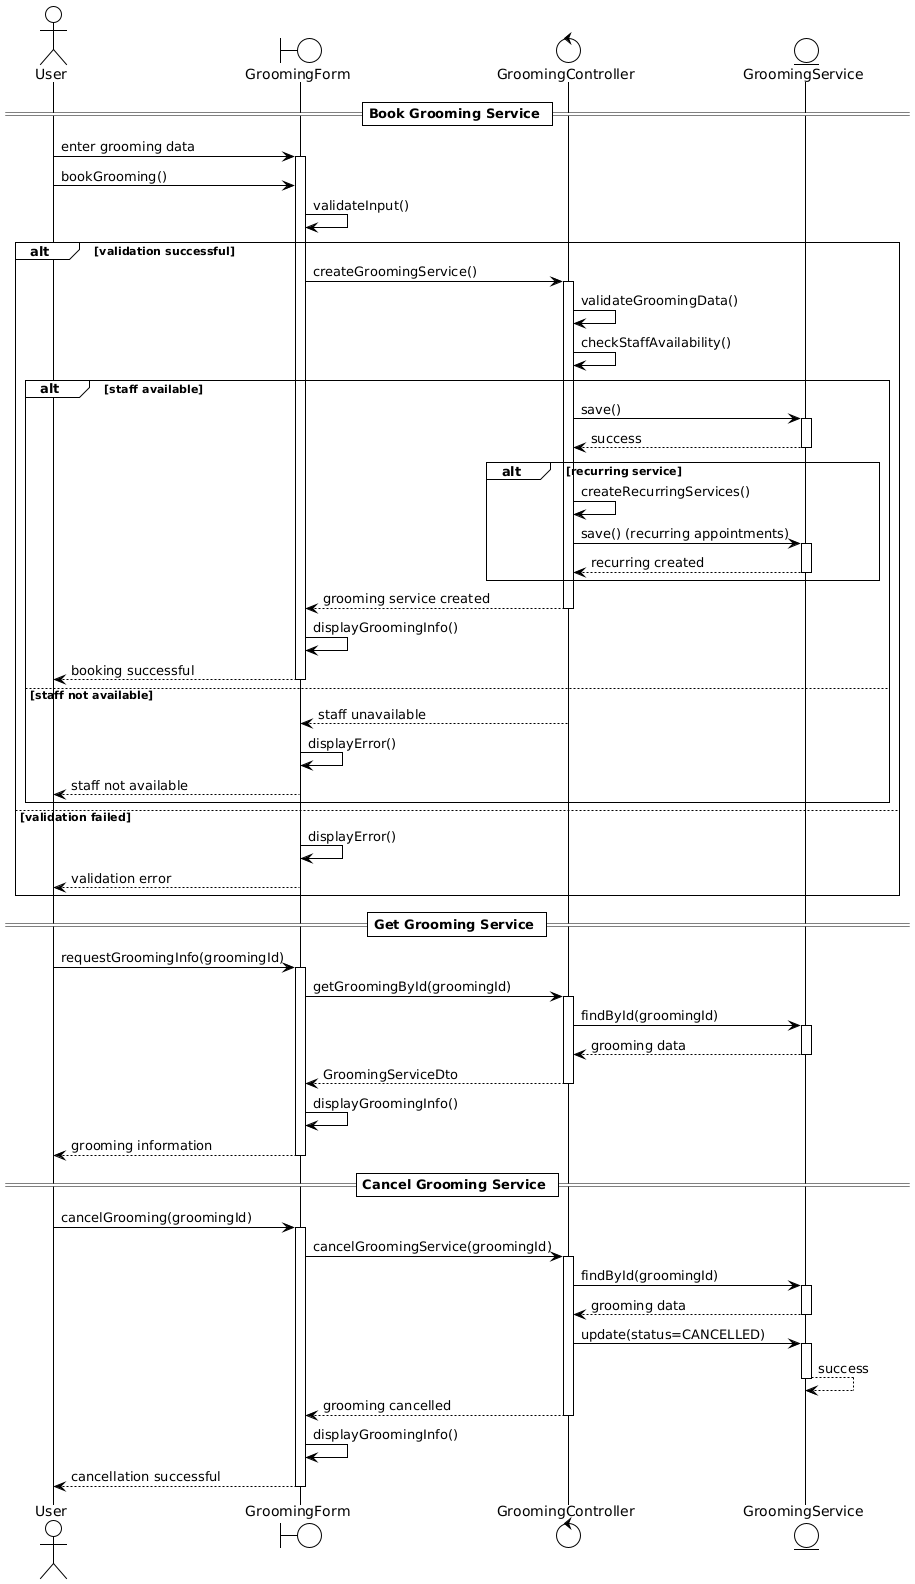 User
GroomingForm
GroomingController
GroomingService
Book Grooming Service
enter grooming data
bookGrooming()
validateInput()
alt [validation successful]
createGroomingService()
validateGroomingData()
checkStaffAvailability()
alt [staff available]
save()
success
alt [recurring service]
createRecurringServices()
save() (recurring appointments)
recurring created
grooming service created
displayGroomingInfo()
booking successful
[staff not available]
staff unavailable
displayError()
staff not available
[validation failed]
displayError()
validation error
Get Grooming Service
requestGroomingInfo(groomingId)
getGroomingById(groomingId)
findById(groomingId)
grooming data
GroomingServiceDto
displayGroomingInfo()
grooming information
Cancel Grooming Service
cancelGrooming(groomingId)
cancelGroomingService(groomingId)
findById(groomingId)
grooming data
update(status=CANCELLED)
success
grooming cancelled
displayGroomingInfo()
cancellation successful
User
GroomingForm
GroomingController
GroomingService